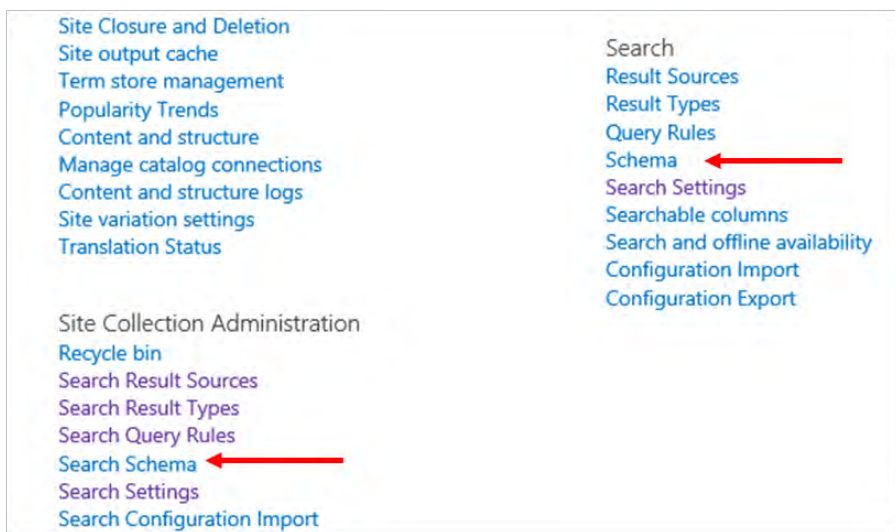 Site Closure and Deletion
Site output cache
Term store management
Popularity Trends
Content and structure
Manage catalog connections
Content and structure logs
Site variation settings
Translation Status
Site Collection Administration
Recycle bin
Search Result Sources
Search Result Types
Search Query Rules
Search Schema
Search Settings
Search Configuration Import
Search
Result Sources
Result Types
Query Rules
Schema
Search Settings
Searchable columns
Search and offline availability
Configuration Import
Configuration Export